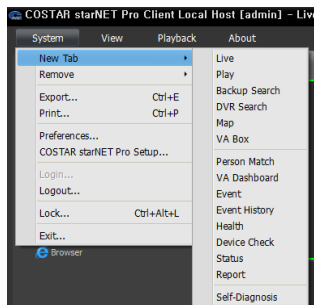 COSTAR starNET Pro Client Local Host [admin] - Liv
System View Playback About
New Tab
Remove
Export... Ctrl+E
Print... Ctrl+P
Preferences...
COSTAR starNET Pro Setup...
Login...
Logout...
Lock... Ctrl+Alt+L
Exit...
Browser
Live
Play
Backup Search
DVR Search
Map
VA Box
Person Match
VA Dashboard
Event
Event History
Health
Device Check
Status
Report
Self-Diagnosis